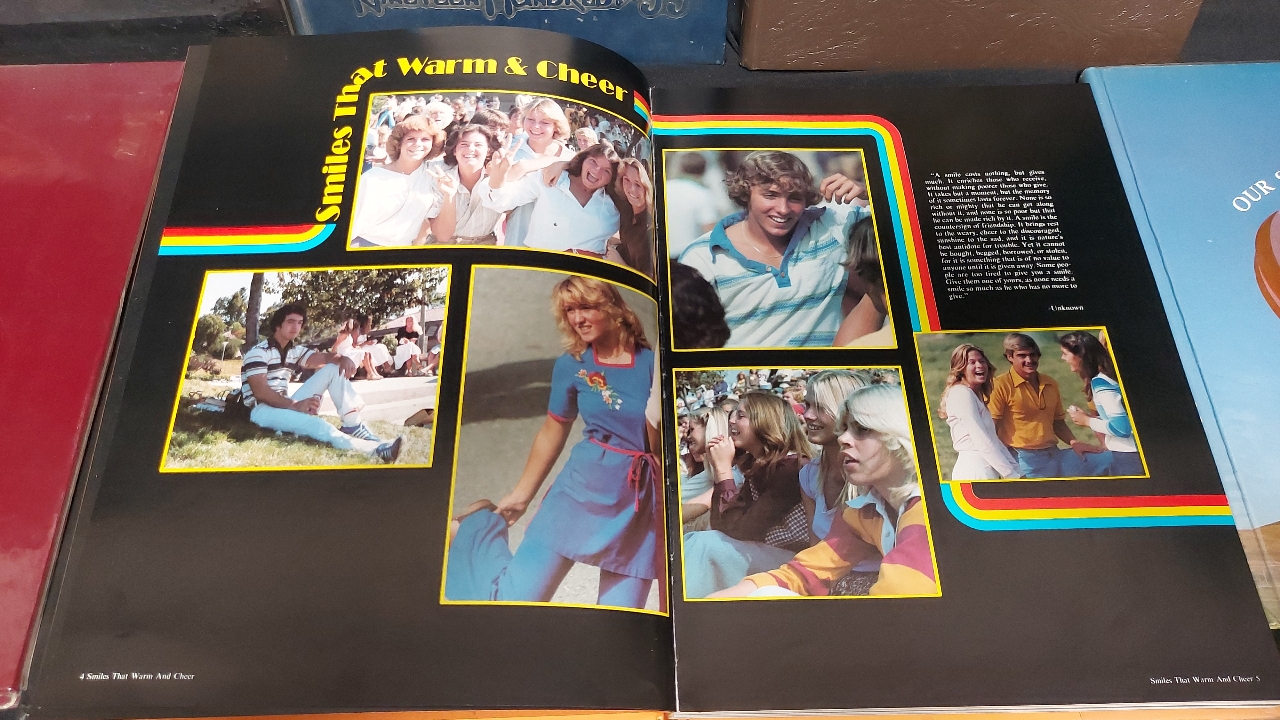 NINETEEN HUNDRED
Smiles That Warm & Cheer
"A smile costs nothing, but gives
much. It enriches those who receive,
without making poorer those who give.
It takes but a moment, but the memory
of it sometimes lasts forever. None is so
rich or mighty that he can get along
without it, and none is so poor but that
he can be made rich by it. A smile is the
countersign of friendship. It brings rest
to the weary, cheer to the discouraged,
sunshine to the sad, and it is nature's
best antidote for trouble. Yet it cannot
be bought, begged, borrowed, or stolen,
for it is something that is of no value to
anyone until it is given away. Some peo-
ple are too tired to give you a smile.
Give them one of yours, as none needs a
smile so much as he who has no more to
give."
-Unknown
OUR
4 Smiles That Warm And Cheer
Smiles That Warm And Cheer 5